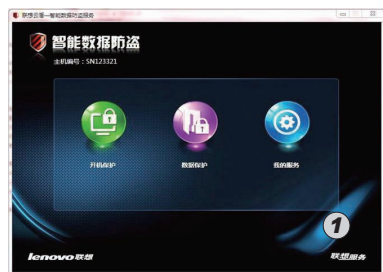 联想云盾—智能数据防盗服务
智能数据防盗
主机编号：SN123321
开机保护
数据保护
我的服务
1
lenovo联想
联想服务